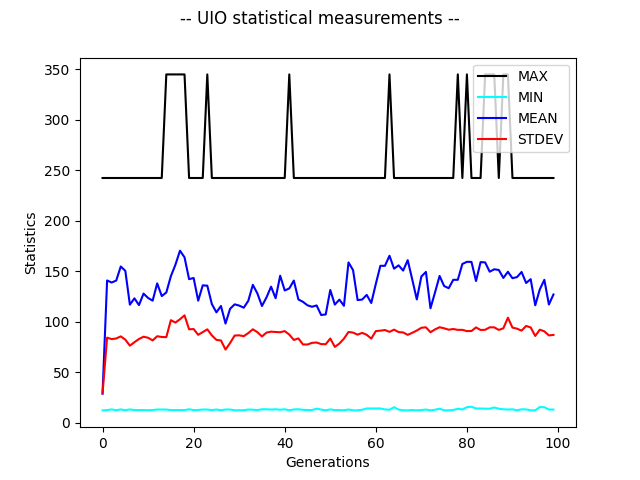 -- UIO statistical measurements --
350
300
250
200
150
100
50
0
Statistics
MAX
MIN
MEAN
STDEV
0 20 40 60 80 100
Generations